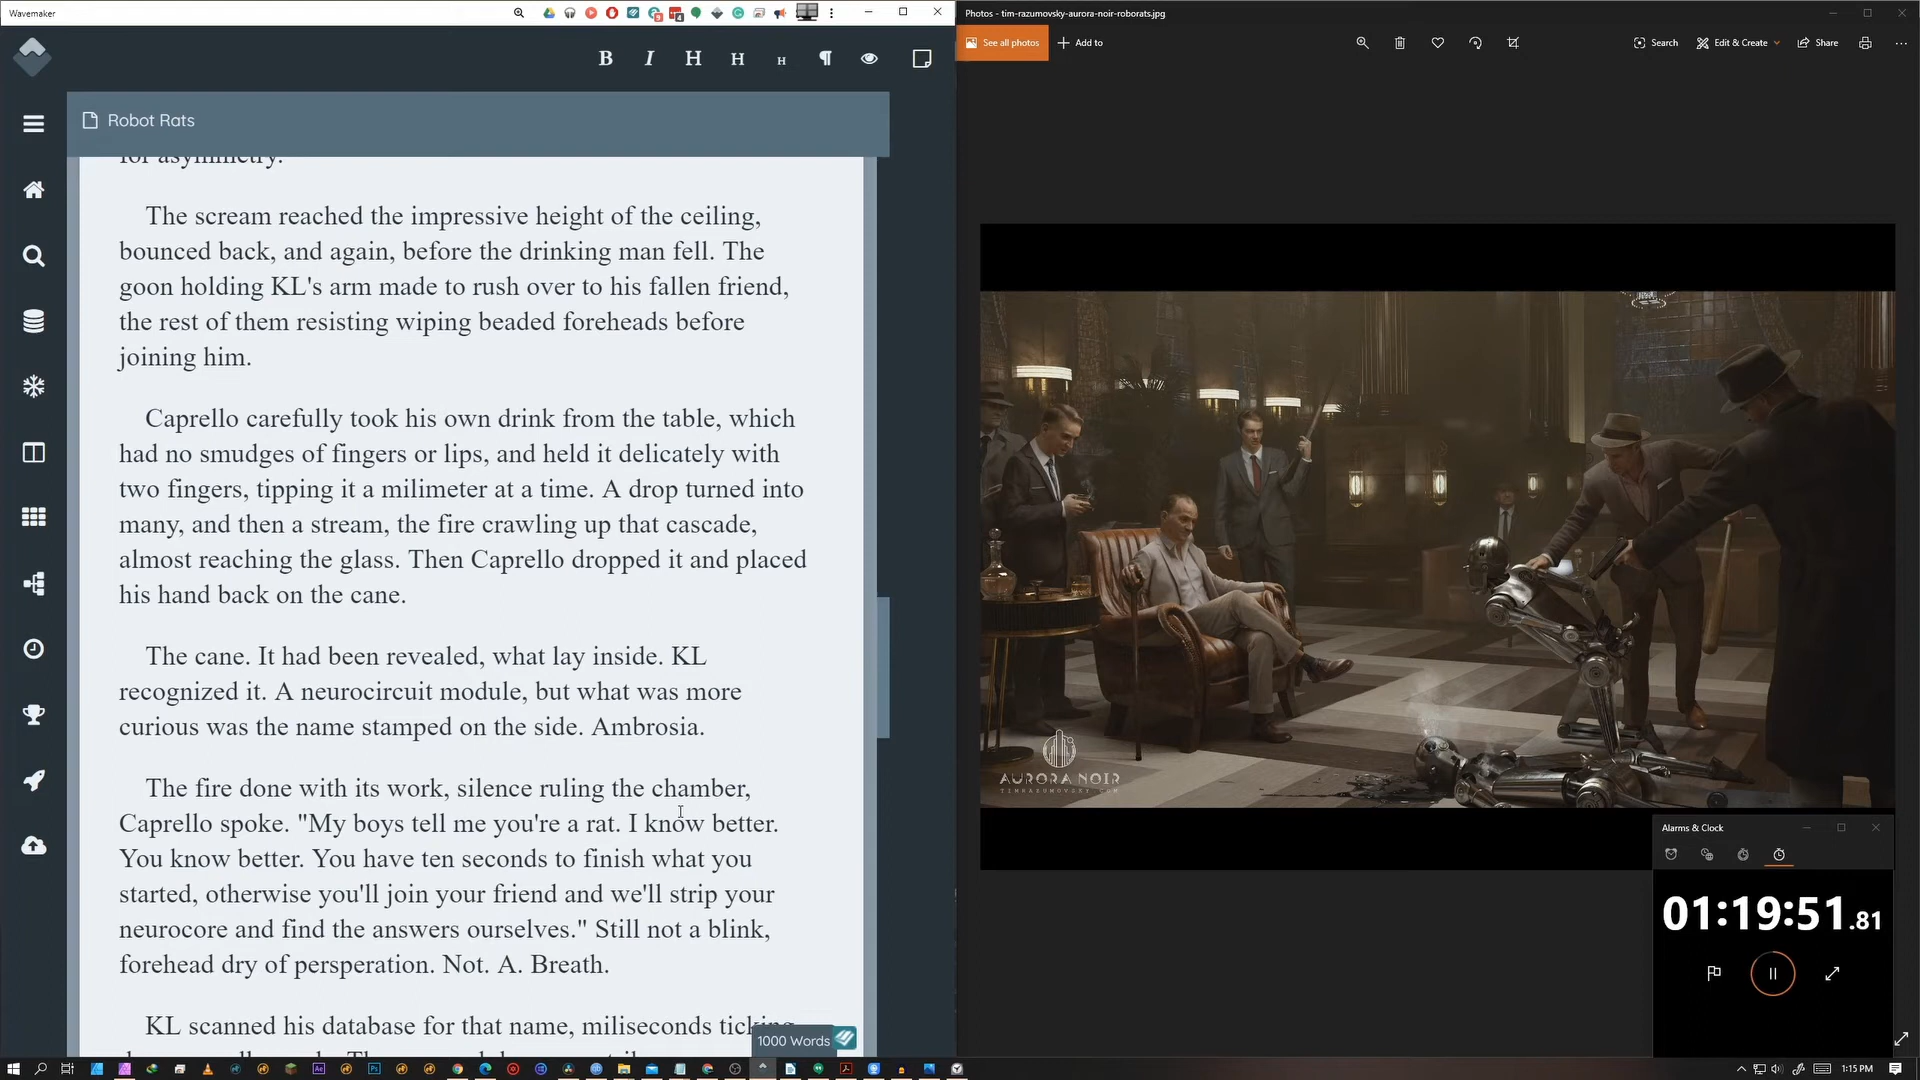 Wavemaker
B I H H H ¶
Robot Rats
for asymmetry.
The scream reached the impressive height of the ceiling,
bounced back, and again, before the drinking man fell. The
goon holding KL's arm made to rush over to his fallen friend,
the rest of them resisting wiping beaded foreheads before
joining him.
Caprello carefully took his own drink from the table, which
had no smudges of fingers or lips, and held it delicately with
two fingers, tipping it a milimeter at a time. A drop turned into
many, and then a stream, the fire crawling up that cascade,
almost reaching the glass. Then Caprello dropped it and placed
his hand back on the cane.
The cane. It had been revealed, what lay inside. KL
recognized it. A neurocircuit module, but what was more
curious was the name stamped on the side. Ambrosia.
The fire done with its work, silence ruling the chamber,
Caprello spoke. "My boys tell me you're a rat. I know better.
You know better. You have ten seconds to finish what you
started, otherwise you'll join your friend and we'll strip your
neurocore and find the answers ourselves." Still not a blink,
forehead dry of persperation. Not. A. Breath.
KL scanned his database for that name, miliseconds ticking
1000 Words
Photos - tim-razumovsky-aurora-noir-roborats.jpg
See all photos
Add to
Search
Edit & Create
Share
AURORA NOIR
TIMRAZUMOVSKY.COM
Alarms & Clock
01:19:51.81
1:15 PM